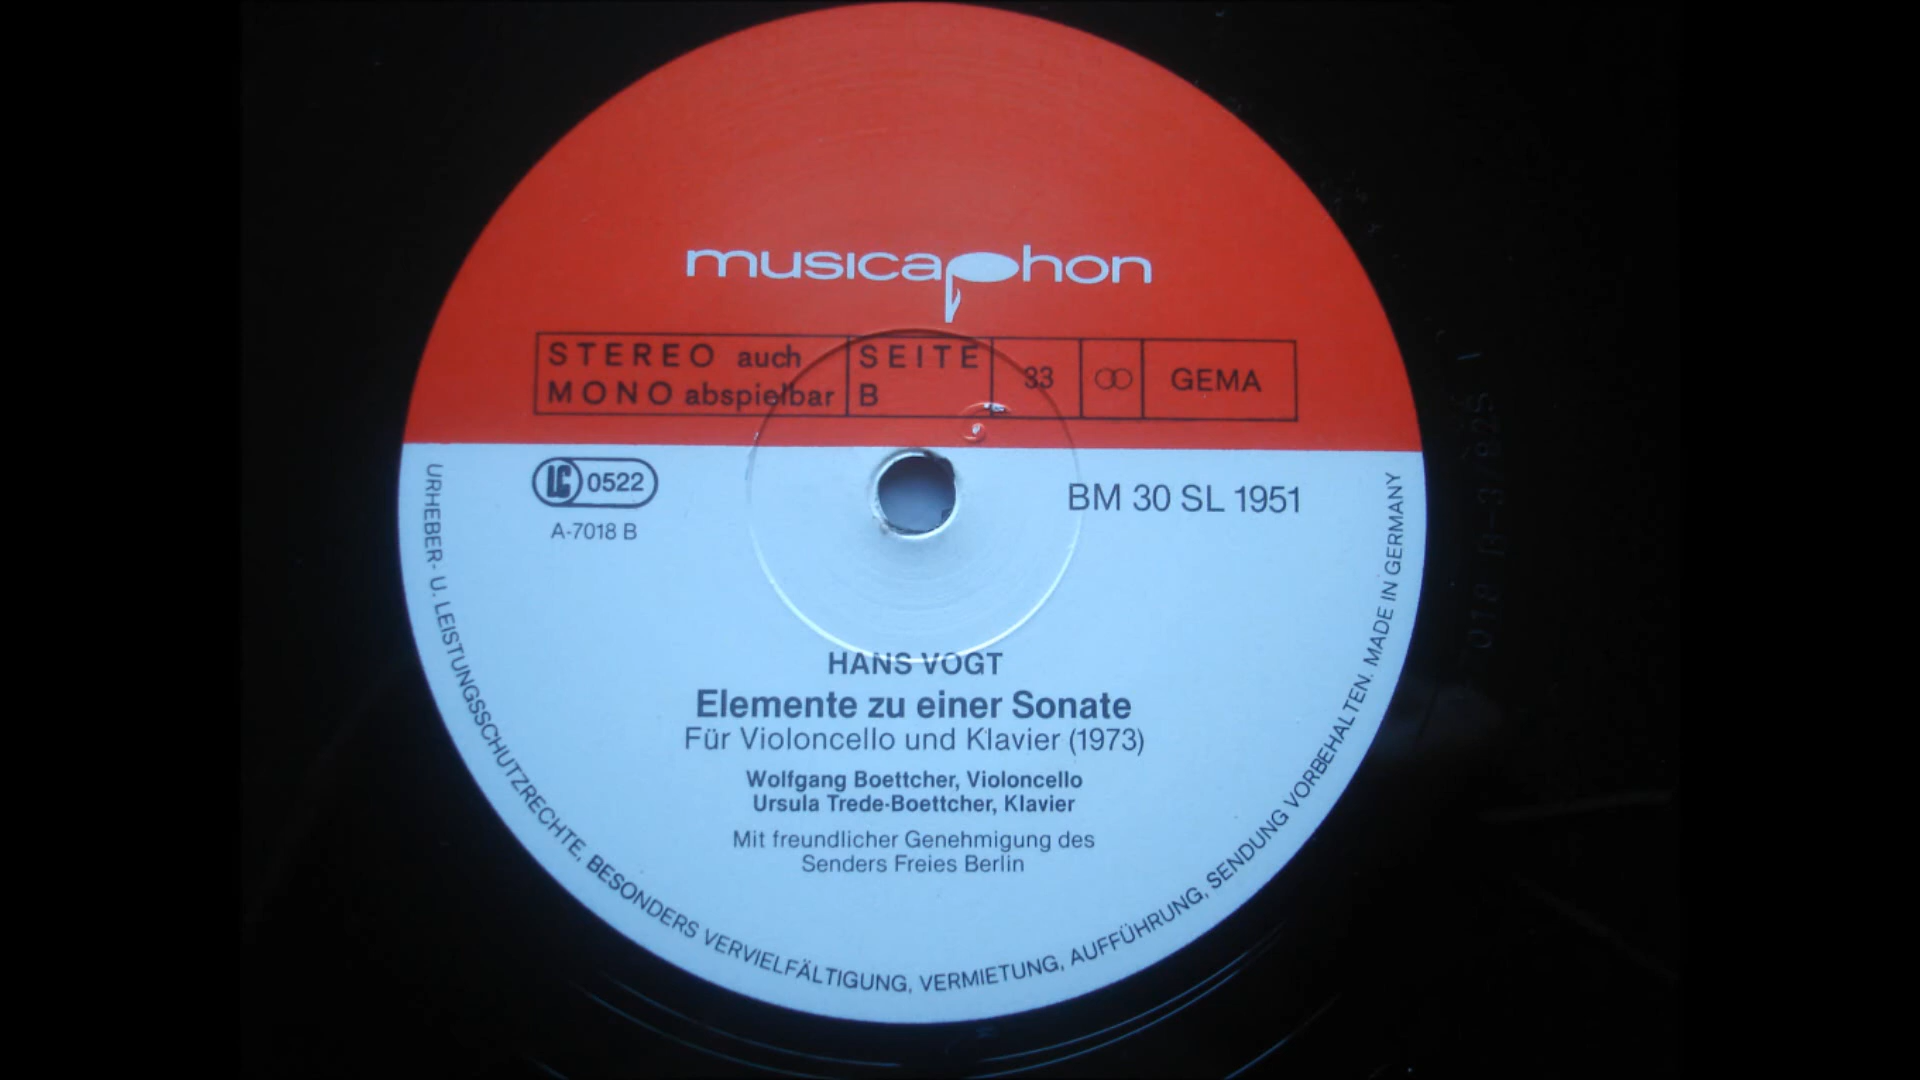 musicaphon
STEREO auch
MONO abspielbar
SEITE
B
33
GEMA
LC 0522
A-7018 B
BM 30 SL 1951
HANS VOGT
Elemente zu einer Sonate
Für Violoncello und Klavier (1973)
Wolfgang Boettcher, Violoncello
Ursula Trede-Boettcher, Klavier
Mit freundlicher Genehmigung des
Senders Freies Berlin
URHEBER- U. LEISTUNGSSCHUTZRECHTE, BESONDERS VERVIELFÄLTIGUNG, VERMIETUNG, AUFFÜHRUNG, SENDUNG VORBEHALTEN. MADE IN GERMANY